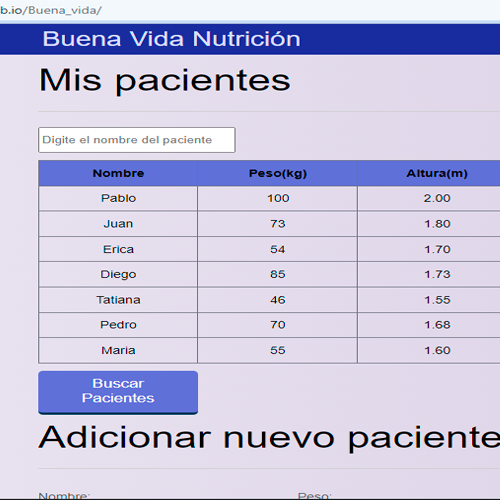 b.io/Buena_vida/
Buena Vida Nutrición
Mis pacientes
Digite el nombre del paciente
Nombre Peso(kg) Altura(m)
Pablo 100 2.00
Juan 73 1.80
Erica 54 1.70
Diego 85 1.73
Tatiana 46 1.55
Pedro 70 1.68
Maria 55 1.60
Buscar
Pacientes
Adicionar nuevo paciente
Nombre: Peso: